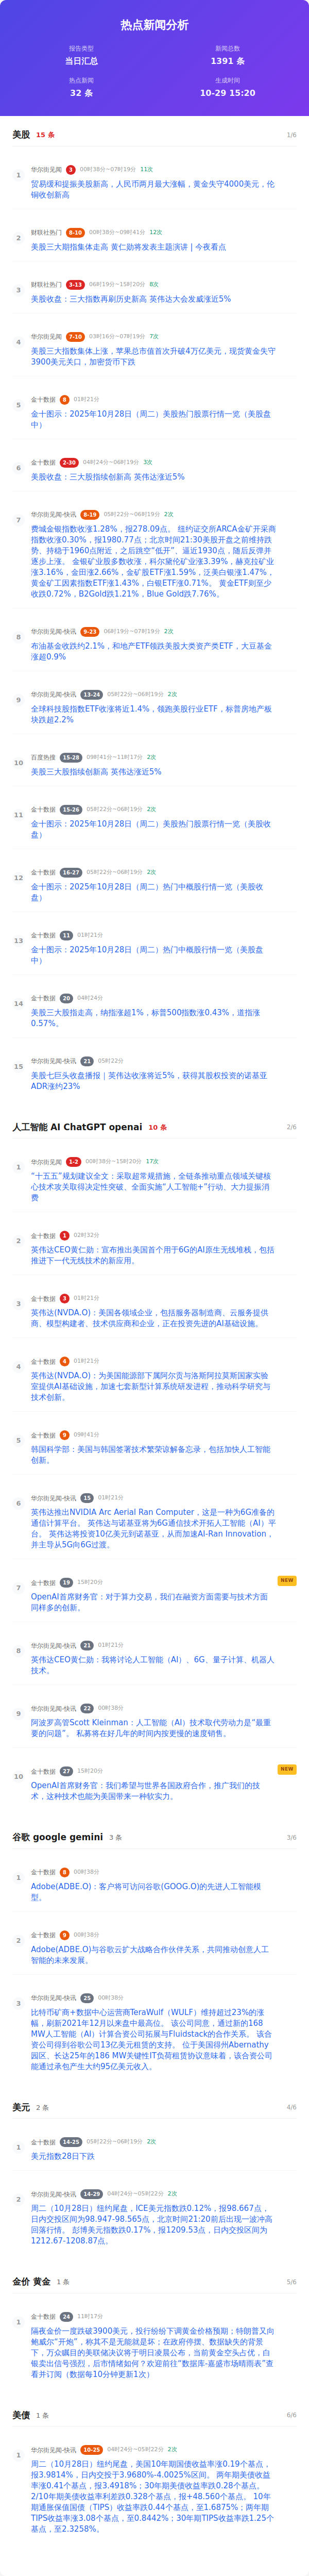 热点新闻分析
报告类型
当日汇总
新闻总数
1391 条
热点新闻
32 条
生成时间
10-29 15:20
美股 15 条 1/6
1
华尔街见闻 3 00时38分~07时19分 11次
贸易缓和提振美股新高，人民币两月最大涨幅，黄金失守4000美元，伦
铜收创新高
2
财联社热门 8-10 00时38分~09时41分 12次
美股三大期指集体走高 黄仁勋将发表主题演讲 | 今夜看点
3
财联社热门 3-13 06时19分~15时20分 8次
美股收盘：三大指数再刷历史新高 英伟达大会发威涨近5%
4
华尔街见闻 7-10 03时16分~07时19分 7次
美股三大指数集体上涨，苹果总市值首次升破4万亿美元，现货黄金失守
3900美元关口，加密货币下跌
5
金十数据 8 01时21分
金十图示：2025年10月28日（周二）美股热门股票行情一览（美股盘
中）
6
金十数据 2-30 04时24分~06时19分 3次
美股收盘：三大股指续创新高 英伟达涨近5%
7
华尔街见闻-快讯 8-19 05时22分~06时19分 2次
费城金银指数收涨1.28%，报278.09点。 纽约证交所ARCA金矿开采商
指数收涨0.30%，报1980.77点；北京时间21:30美股开盘之前维持跌
势、持稳于1960点附近，之后跳空“低开”、逼近1930点，随后反弹并
逐步上涨。 金银矿业股多数收涨，科尔黛伦矿业涨3.39%，赫克拉矿业
涨3.16%，金田涨2.66%，金矿股ETF涨1.59%，泛美白银涨1.47%，
黄金矿工因素指数ETF涨1.43%，白银ETF涨0.71%。 黄金ETF则至少
收跌0.72%，B2Gold跌1.21%，Blue Gold跌7.76%。
8
华尔街见闻-快讯 9-23 06时19分~07时19分 2次
布油基金收跌约2.1%，和地产ETF领跌美股大类资产类ETF，大豆基金
涨超0.9%
9
华尔街见闻-快讯 13-24 05时22分~06时19分 2次
全球科技股指数ETF收涨将近1.4%，领跑美股行业ETF，标普房地产板
块跌超2.2%
10
百度热搜 15-28 09时41分~11时17分 2次
美股三大股指续创新高 英伟达涨近5%
11
金十数据 15-26 05时22分~06时19分 2次
金十图示：2025年10月28日（周二）美股热门股票行情一览（美股收
盘）
12
金十数据 16-27 05时22分~06时19分 2次
金十图示：2025年10月28日（周二）热门中概股行情一览（美股收
盘）
13
金十数据 11 01时21分
金十图示：2025年10月28日（周二）热门中概股行情一览（美股盘
中）
14
金十数据 20 04时24分
美股三大股指走高，纳指涨超1%，标普500指数涨0.43%，道指涨
0.57%。
15
华尔街见闻-快讯 21 05时22分
美股七巨头收盘播报｜英伟达收涨将近5%，获得其股权投资的诺基亚
ADR涨约23%
人工智能 AI ChatGPT openai 10 条 2/6
1
华尔街见闻 1-2 00时38分~15时20分 17次
“十五五”规划建议全文：采取超常规措施，全链条推动重点领域关键核
心技术攻关取得决定性突破、全面实施“人工智能+”行动、大力提振消
费
2
金十数据 1 02时32分
英伟达CEO黄仁勋：宣布推出美国首个用于6G的AI原生无线堆栈，包括
推进下一代无线技术的新应用。
3
金十数据 3 01时21分
英伟达(NVDA.O)：美国各领域企业，包括服务器制造商、云服务提供
商、模型构建者、技术供应商和企业，正在投资先进的AI基础设施。
4
金十数据 4 01时21分
英伟达(NVDA.O)：为美国能源部下属阿尔贡与洛斯阿拉莫斯国家实验
室提供AI基础设施，加速七套新型计算系统研发进程，推动科学研究与
技术创新。
5
金十数据 9 09时41分
韩国科学部：美国与韩国签署技术繁荣谅解备忘录，包括加快人工智能
创新。
6
华尔街见闻-快讯 15 01时21分
英伟达推出NVIDIA Arc Aerial Ran Computer，这是一种为6G准备的
通信计算平台。 英伟达与诺基亚将为6G通信技术开拓人工智能（AI）平
台。 英伟达将投资10亿美元到诺基亚，从而加速AI-Ran Innovation，
并主导从5G向6G过渡。
7
金十数据 19 15时20分 NEW
OpenAI首席财务官：对于算力交易，我们在融资方面需要与技术方面
同样多的创新。
8
华尔街见闻-快讯 21 01时21分
英伟达CEO黄仁勋：我将讨论人工智能（AI）、6G、量子计算、机器人
技术。
9
华尔街见闻-快讯 22 00时38分
阿波罗高管Scott Kleinman：人工智能（AI）技术取代劳动力是“最重
要的问题”。 私募将在好几年的时间内按更慢的速度销售。
10
金十数据 27 15时20分 NEW
OpenAI首席财务官：我们希望与世界各国政府合作，推广我们的技
术，这种技术也能为美国带来一种软实力。
谷歌 google gemini 3 条 3/6
1
金十数据 8 00时38分
Adobe(ADBE.O)：客户将可访问谷歌(GOOG.O)的先进人工智能模
型。
2
金十数据 9 00时38分
Adobe(ADBE.O)与谷歌云扩大战略合作伙伴关系，共同推动创意人工
智能的未来发展。
3
华尔街见闻-快讯 25 00时38分
比特币矿商+数据中心运营商TeraWulf（WULF）维持超过23%的涨
幅，刷新2021年12月以来盘中最高位。 该公司同意，通过新的168
MW人工智能（AI）计算合资公司拓展与Fluidstack的合作关系。 该合
资公司得到谷歌公司13亿美元租赁的支持。 位于美国得州Abernathy
园区、长达25年的186 MW关键性IT负荷租赁协议意味着，该合资公司
能通过承包产生大约95亿美元收入。
美元 2 条 4/6
1
金十数据 14-25 05时22分~06时19分 2次
美元指数28日下跌
2
华尔街见闻-快讯 14-29 04时24分~05时22分 2次
周二（10月28日）纽约尾盘，ICE美元指数跌0.12%，报98.667点，
日内交投区间为98.947-98.565点，北京时间21:20前后出现一波冲高
回落行情。 彭博美元指数跌0.17%，报1209.53点，日内交投区间为
1212.67-1208.87点。
金价 黄金 1 条 5/6
1
金十数据 24 11时17分
隔夜金价一度跌破3900美元，投行纷纷下调黄金价格预期；特朗普又向
鲍威尔“开炮”，称其不是无能就是坏；在政府停摆、数据缺失的背景
下，万众瞩目的美联储决议将于明日凌晨公布，当前黄金空头占优，白
银卖出信号强烈，后市情绪如何？欢迎前往“数据库-嘉盛市场晴雨表”查
看并订阅（数据每10分钟更新1次）
美债 1 条 6/6
1
华尔街见闻-快讯 10-25 04时24分~05时22分 2次
周二（10月28日）纽约尾盘，美国10年期国债收益率涨0.19个基点，
报3.9814%，日内交投于3.9680%-4.0025%区间。 两年期美债收益
率涨0.41个基点，报3.4918%；30年期美债收益率跌0.28个基点。
2/10年期美债收益率利差跌0.328个基点，报+48.560个基点。 10年
期通胀保值国债（TIPS）收益率跌0.44个基点，至1.6875%；两年期
TIPS收益率涨3.08个基点，至0.8442%；30年期TIPS收益率跌1.25个
基点，至2.3258%。